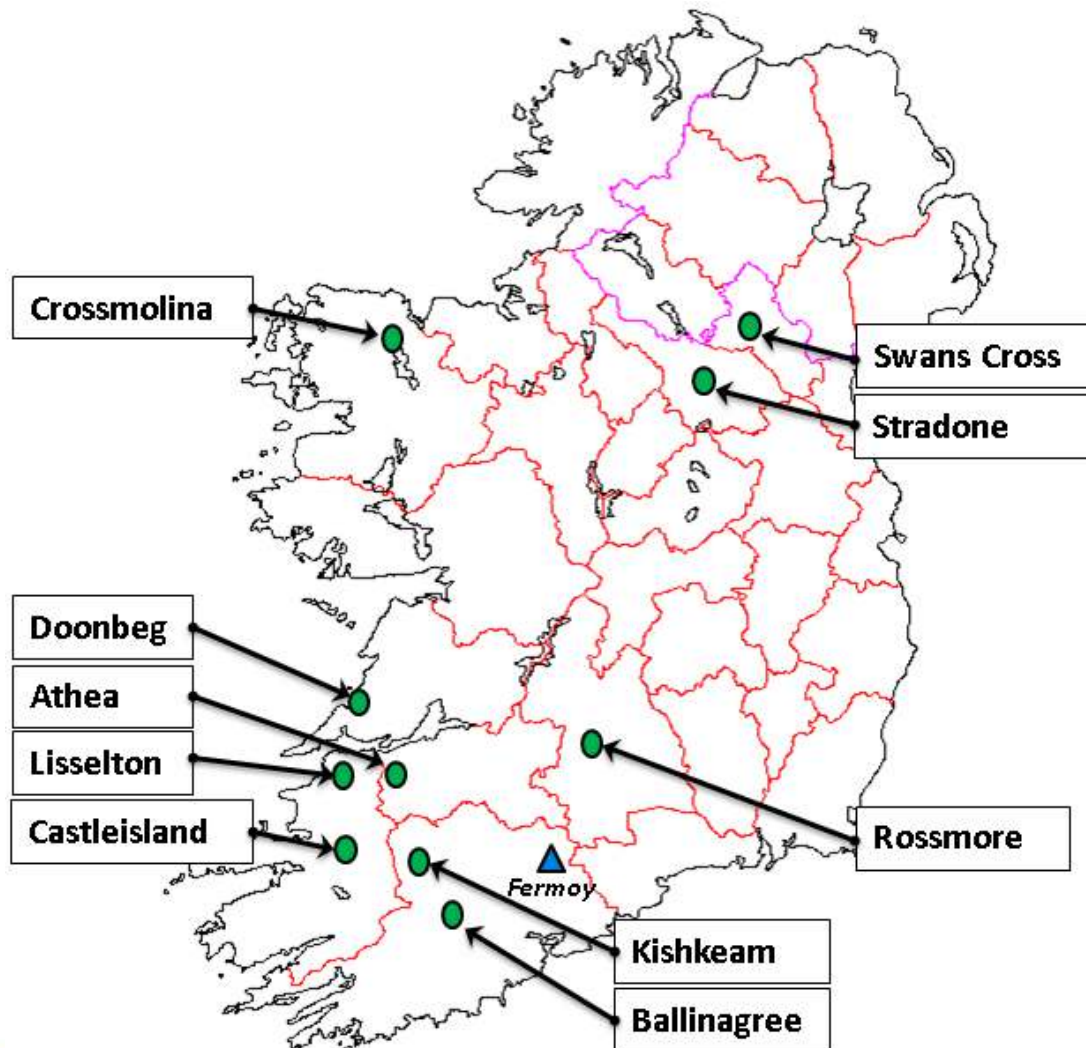 Crossmolina
Swans Cross
Stradone
Doonbeg
Athea
Lisselton
Castleisland
Rossmore
Fermoy
Kishkeam
Ballinagree